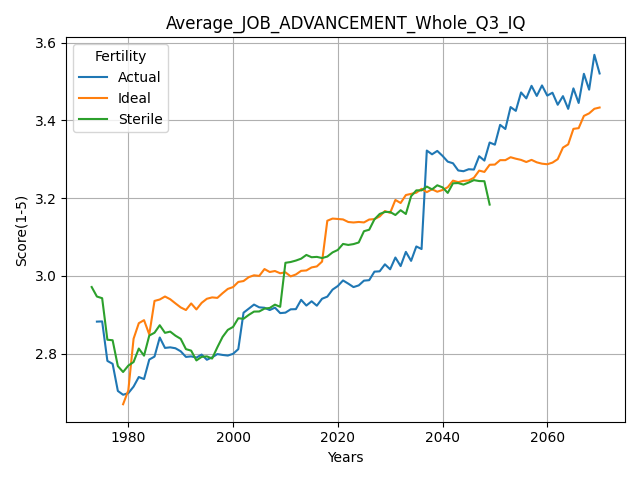 Average_JOB_ADVANCEMENT_Whole_Q3_IQ
Score(1-5)
3.6
3.4
3.2
3.0
2.8
Fertility
Actual
Ideal
Sterile
1980
2000
2020
2040
2060
Years